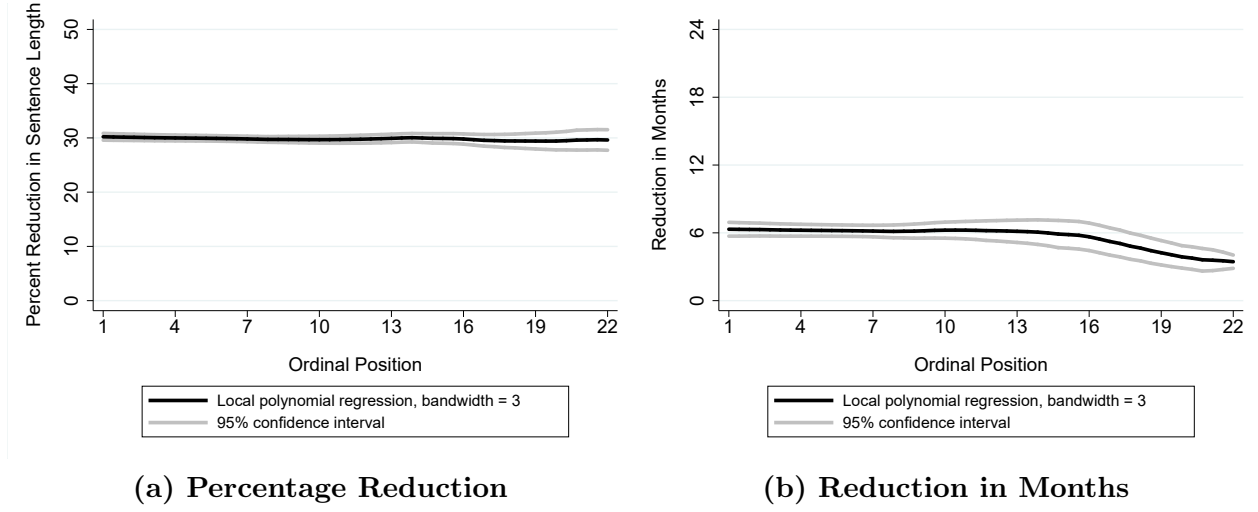 Percent Reduction in Sentence Length
50
40
30
20
10
0
1 4 7 10 13 16 19 22
Ordinal Position
Local polynomial regression, bandwidth = 3
95% confidence interval
(a) Percentage Reduction
Reduction in Months
24
18
12
6
0
1 4 7 10 13 16 19 22
Ordinal Position
Local polynomial regression, bandwidth = 3
95% confidence interval
(b) Reduction in Months